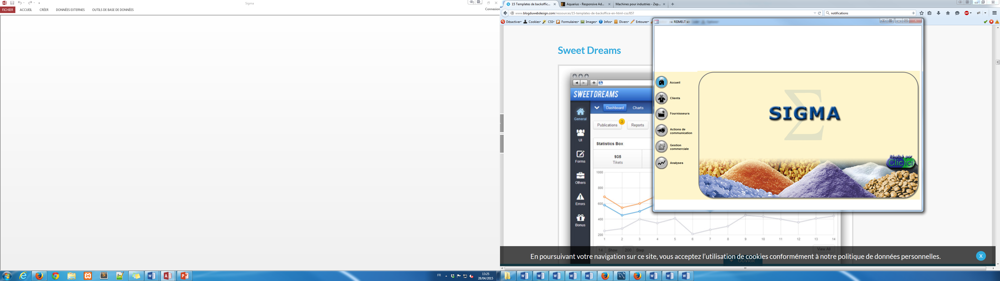 Sigma
Connexion
FICHIER ACCUEIL CRÉER DONNÉES EXTERNES OUTILS DE BASE DE DONNÉES
FR
13:25
28/04/2015
15 Templates de backoffic...
Aquarius - Responsive Ad...
Machines pour industries - Zep...
www.blogduwebdesign.com/ressources/15-templates-de-backoffice-en-html-css/857
notifications
Désactiver Cookies CSS Formulaires Images Infos Divers Entourer
Sweet Dreams
SWEET DREAMS
Dashboard Charts
General
Publications 3 Reports
UI
Statistics Box
935
Tikets
Forms
Others
Errors
Bonus
1000
800
600
400
200
1 2 3 4 5 6 7 8 9 10 11 12 13 14
14 Show 200 Step View All
-= REIMELT =-
Accueil
Clients
Fournisseurs
Actions de
communication
Gestion
commerciale
Analyses
Σ
SIGMA
Réalisé par
Clic ici
En poursuivant votre navigation sur ce site, vous acceptez l'utilisation de cookies conformément à notre politique de données personnelles.
X
OUVRIR